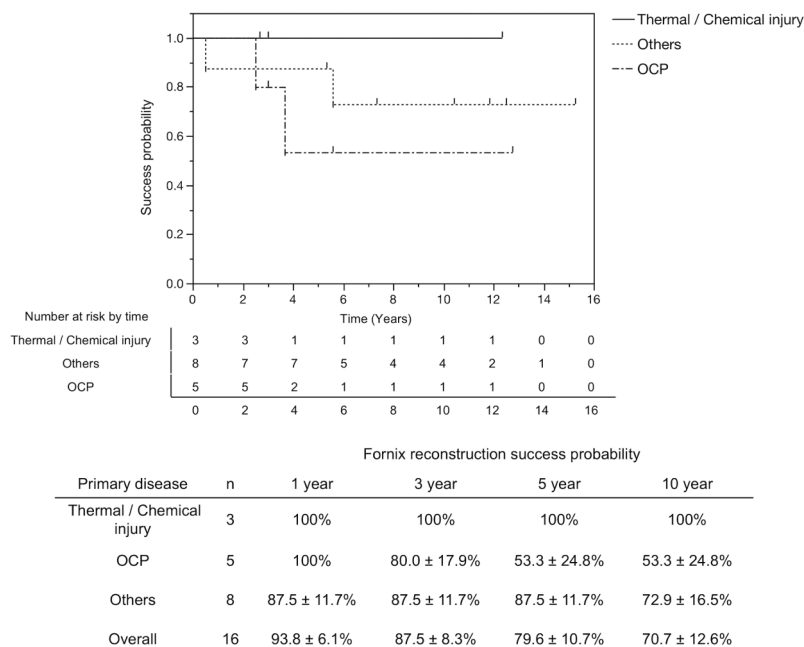 Thermal / Chemical injury
Others
OCP
Success probability
1.0
0.8
0.6
0.4
0.2
0.0
0 2 4 6 8 10 12 14 16
Number at risk by time
Time (Years)
Thermal / Chemical injury 3 3 1 1 1 1 1 0 0
Others 8 7 7 5 4 4 2 1 0
OCP 5 5 2 1 1 1 1 0 0
0 2 4 6 8 10 12 14 16
Fornix reconstruction success probability
Primary disease n 1 year 3 year 5 year 10 year
Thermal / Chemical
injury 3 100% 100% 100% 100%
OCP 5 100% 80.0 ± 17.9% 53.3 ± 24.8% 53.3 ± 24.8%
Others 8 87.5 ± 11.7% 87.5 ± 11.7% 87.5 ± 11.7% 72.9 ± 16.5%
Overall 16 93.8 ± 6.1% 87.5 ± 8.3% 79.6 ± 10.7% 70.7 ± 12.6%